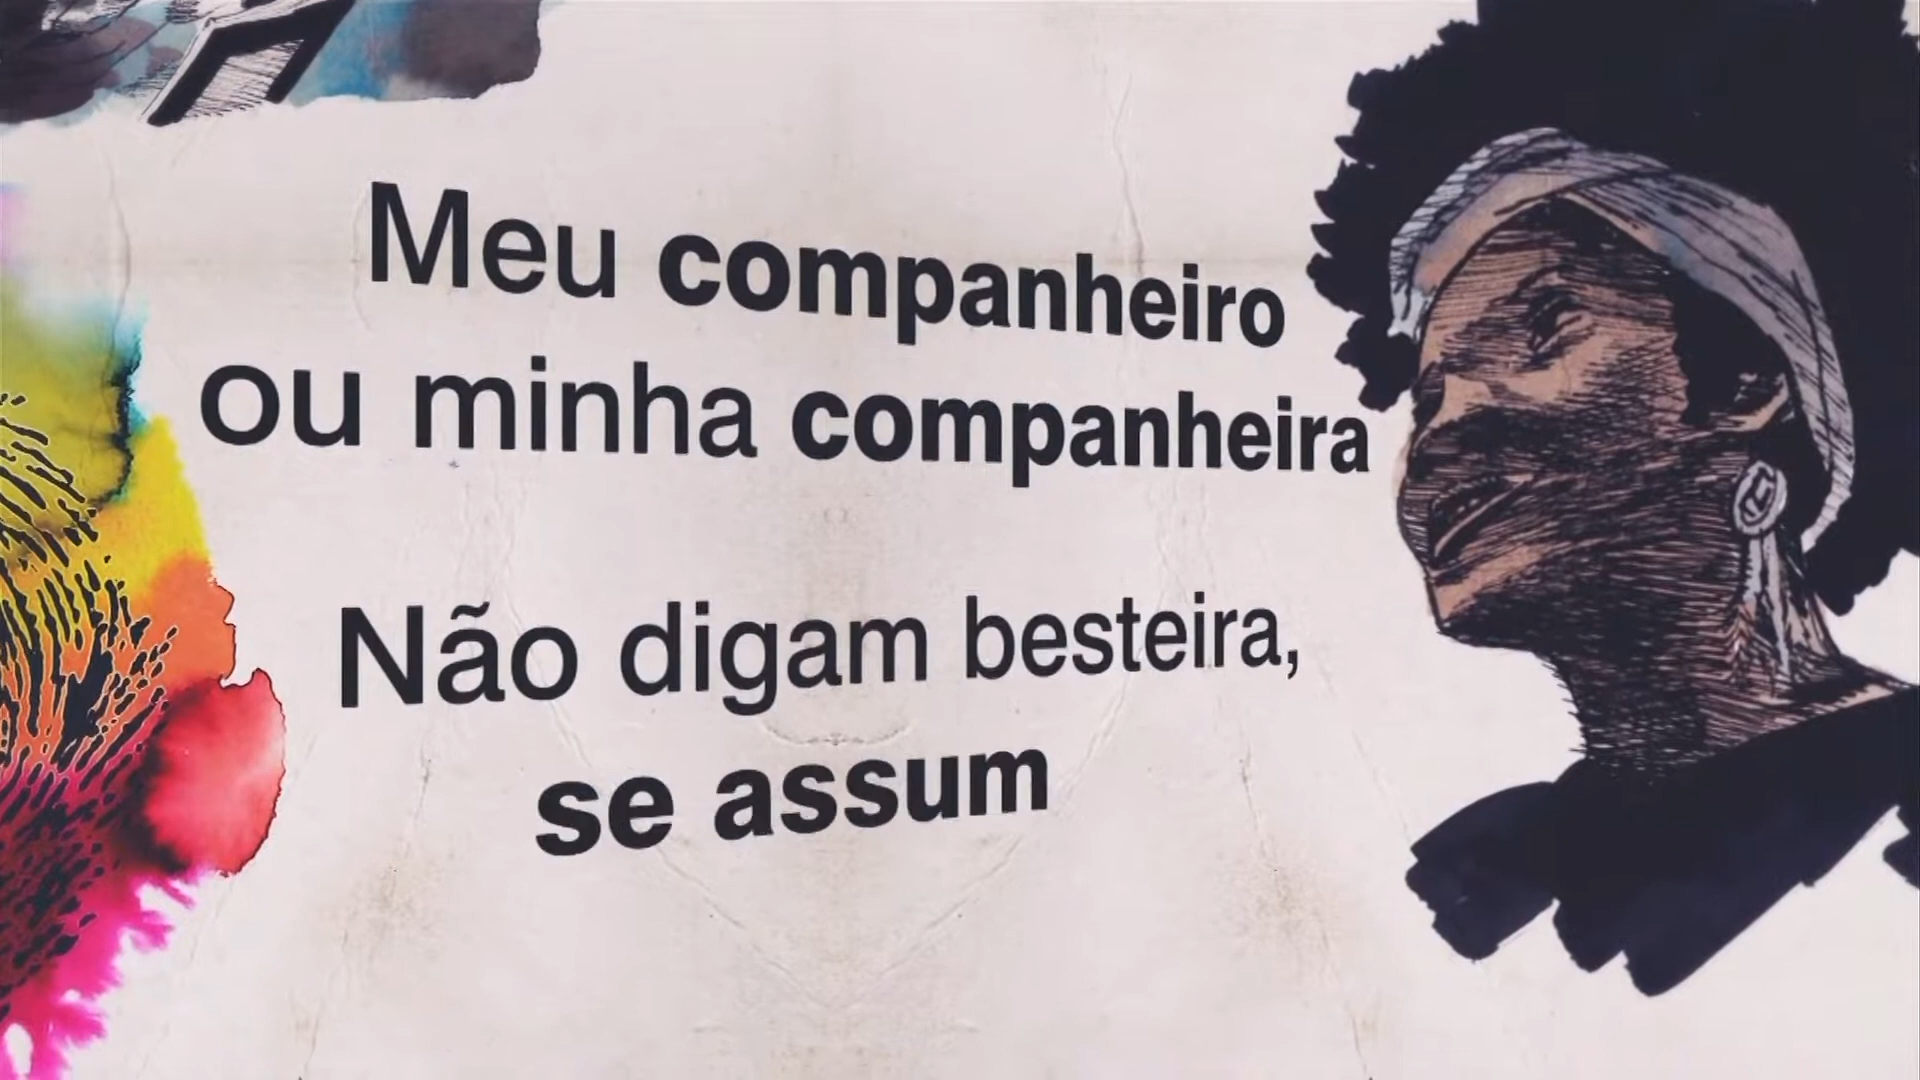 Meu companheiro
ou minha companheira
Não digam besteira,
se assum